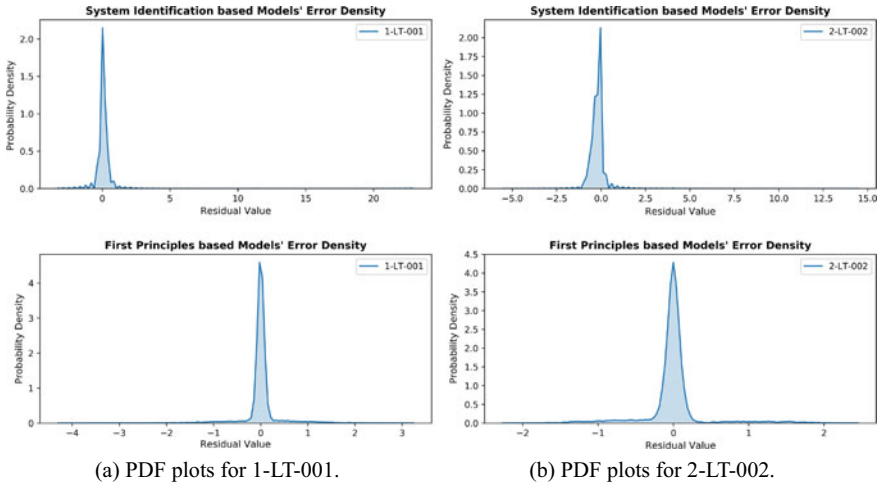 System Identification based Models' Error Density
1-LT-001
Probability Density
2.0
1.5
1.0
0.5
0.0
0 5 10 15 20
Residual Value
System Identification based Models' Error Density
2-LT-002
Probability Density
2.00
1.75
1.50
1.25
1.00
0.75
0.50
0.25
0.00
−5.0 −2.5 0.0 2.5 5.0 7.5 10.0 12.5 15.0
Residual Value
First Principles based Models' Error Density
1-LT-001
Probability Density
4
3
2
1
0
−4 −3 −2 −1 0 1 2 3
Residual Value
First Principles based Models' Error Density
2-LT-002
Probability Density
4.5
4.0
3.5
3.0
2.5
2.0
1.5
1.0
0.5
0.0
−2 −1 0 1 2
Residual Value
(a) PDF plots for 1-LT-001.
(b) PDF plots for 2-LT-002.